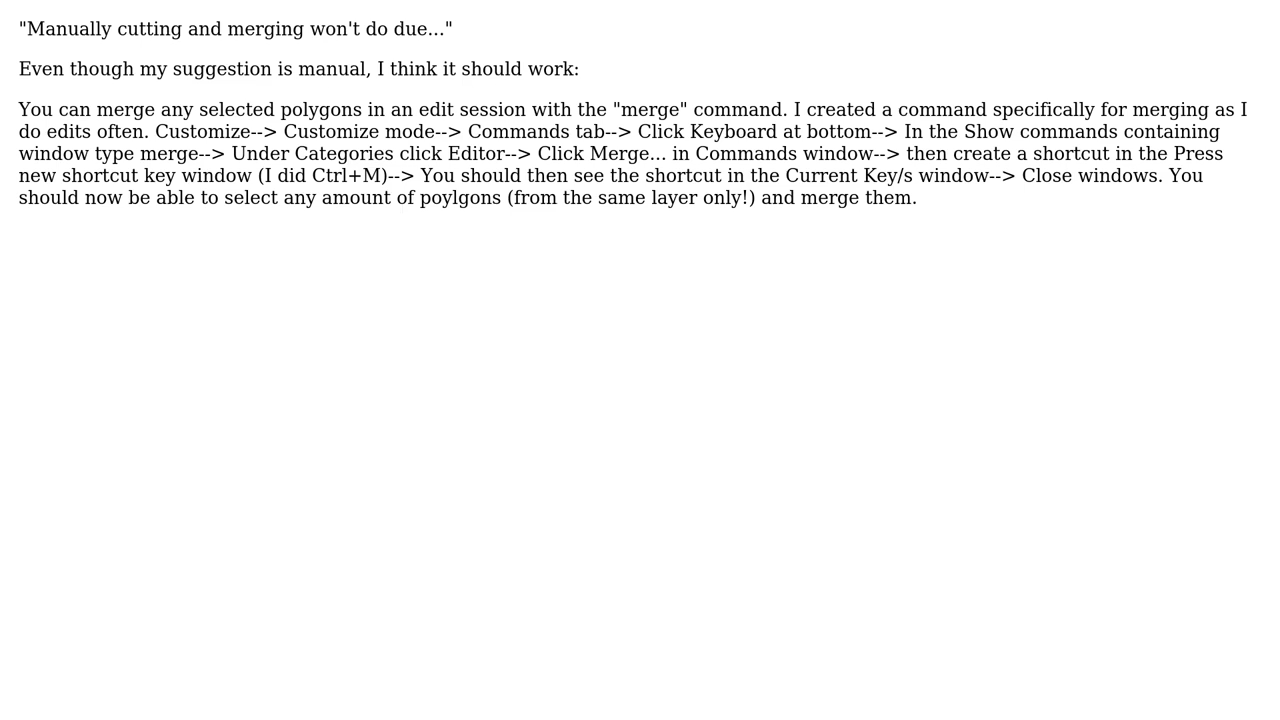 "Manually cutting and merging won't do due..."
Even though my suggestion is manual, I think it should work:
You can merge any selected polygons in an edit session with the "merge" command. I created a command specifically for merging as I
do edits often. Customize--> Customize mode--> Commands tab--> Click Keyboard at bottom--> In the Show commands containing
window type merge--> Under Categories click Editor--> Click Merge... in Commands window--> then create a shortcut in the Press
new shortcut key window (I did Ctrl+M)--> You should then see the shortcut in the Current Key/s window--> Close windows. You
should now be able to select any amount of poylgons (from the same layer only!) and merge them.